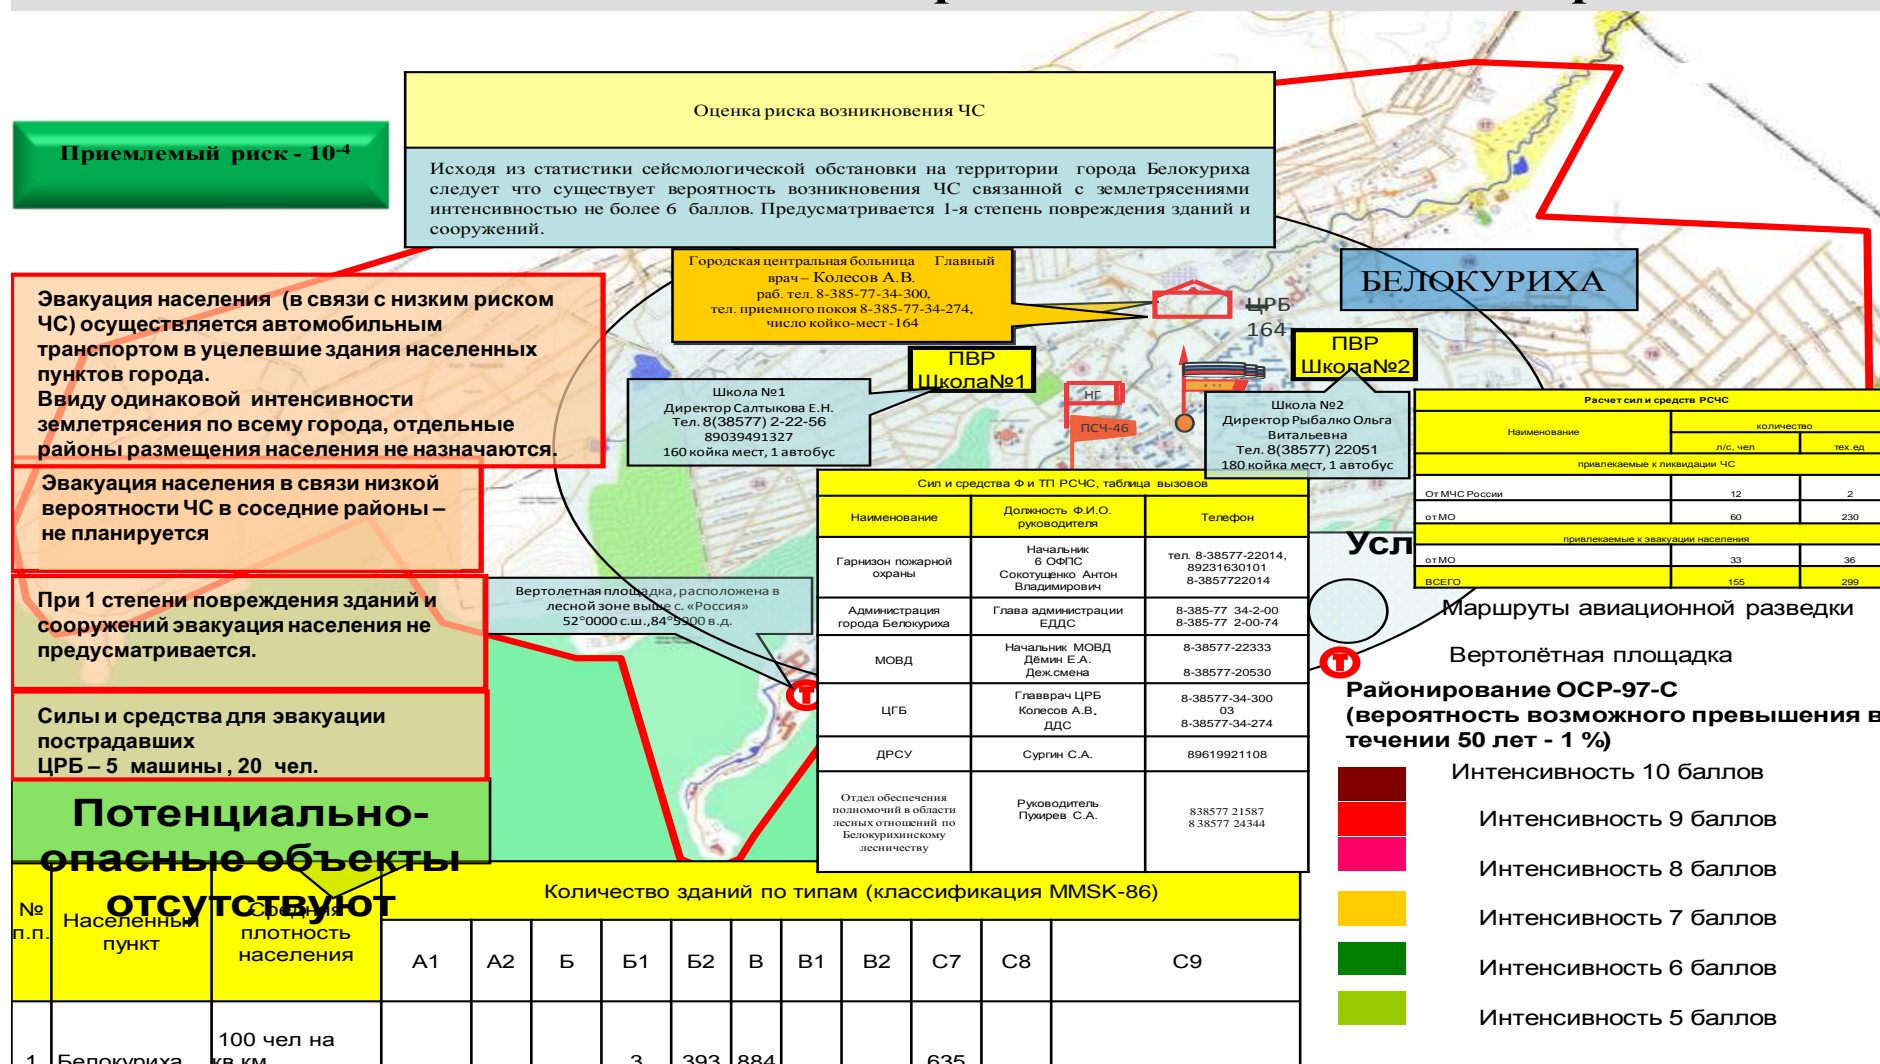 Оценка риска возникновения ЧС
Приемлемый риск - 10-4
Исходя из статистики сейсмологической обстановки на территории города Белокуриха
следует что существует вероятность возникновения ЧС связанной с землетрясениями
интенсивностью не более 6 баллов. Предусматривается 1-я степень повреждения зданий и
сооружений.
Городская центральная больница Главный
врач – Колесов А.В.
раб. тел. 8-385-77-34-300,
тел. приемного покоя 8-385-77-34-274,
число койко-мест -164
БЕЛОКУРИХА
ЦРБ
164
Эвакуация населения (в связи с низким риском
ЧС) осуществляется автомобильным
транспортом в уцелевшие здания населенных
пунктов города.
Ввиду одинаковой интенсивности
землетрясения по всему города, отдельные
районы размещения населения не назначаются.
ПВР
Школа№1
ПВР
Школа№2
Школа №1
Директор Салтыкова Е.Н.
Тел. 8(38577) 2-22-56
89039491327
160 койка мест, 1 автобус
НГ
ПСЧ-46
Школа №2
Директор Рыбалко Ольга
Витальевна
Тел. 8(38577) 22051
180 койка мест, 1 автобус
Расчет сил и средств РСЧС
Наименование количество
л/с, чел тех.ед
привлекаемые к ликвидации ЧС
От МЧС России 12 2
от МО 60 230
привлекаемые к эвакуации населения
от МО 33 36
ВСЕГО 155 299
Эвакуация населения в связи низкой
вероятности ЧС в соседние районы –
не планируется
При 1 степени повреждения зданий и
сооружений эвакуация населения не
предусматривается.
Силы и средства для эвакуации
пострадавших
ЦРБ – 5 машины , 20 чел.
Вертолетная площадка, расположена в
лесной зоне выше с. «Россия»
52°0000 с.ш.,84°5900 в.д.
Сил и средства Ф и ТП РСЧС, таблица вызовов
Наименование Должность Ф.И.О. руководителя Телефон
Гарнизон пожарной охраны Начальник 6 ОФПС Сокотущенко Антон Владимирович тел. 8-38577-22014, 89231630101 8-3857722014
Администрация города Белокуриха Глава администрации ЕДДС 8-385-77 34-2-00 8-385-77 2-00-74
МОВД Начальник МОВД Дёмин Е.А. Деж.смена 8-38577-22333 8-38577-20530
ЦГБ Главврач ЦРБ Колесов А.В. ДДС 8-38577-34-300 03 8-38577-34-274
ДРСУ Сургин С.А. 89619921108
Отдел обеспечения полномочий в области лесных отношений по Белокурихинскому лесничеству Руководитель Пухирев С.А. 838577 21587 8 38577 24344
Усл
Маршруты авиационной разведки
Т
Вертолётная площадка
Т
Районирование ОСР-97-С
(вероятность возможного превышения в
течении 50 лет - 1 %)
Интенсивность 10 баллов
Интенсивность 9 баллов
Интенсивность 8 баллов
Интенсивность 7 баллов
Интенсивность 6 баллов
Интенсивность 5 баллов
Потенциально-
опасные объекты
отсутствуют
№
п.п.
Населенный
пункт
Средняя
плотность
населения
Количество зданий по типам (классификация MMSK-86)
А1 А2 Б Б1 Б2 В В1 В2 С7 С8 С9
1 Белокуриха 100 чел на кв.км 3 393 884 635